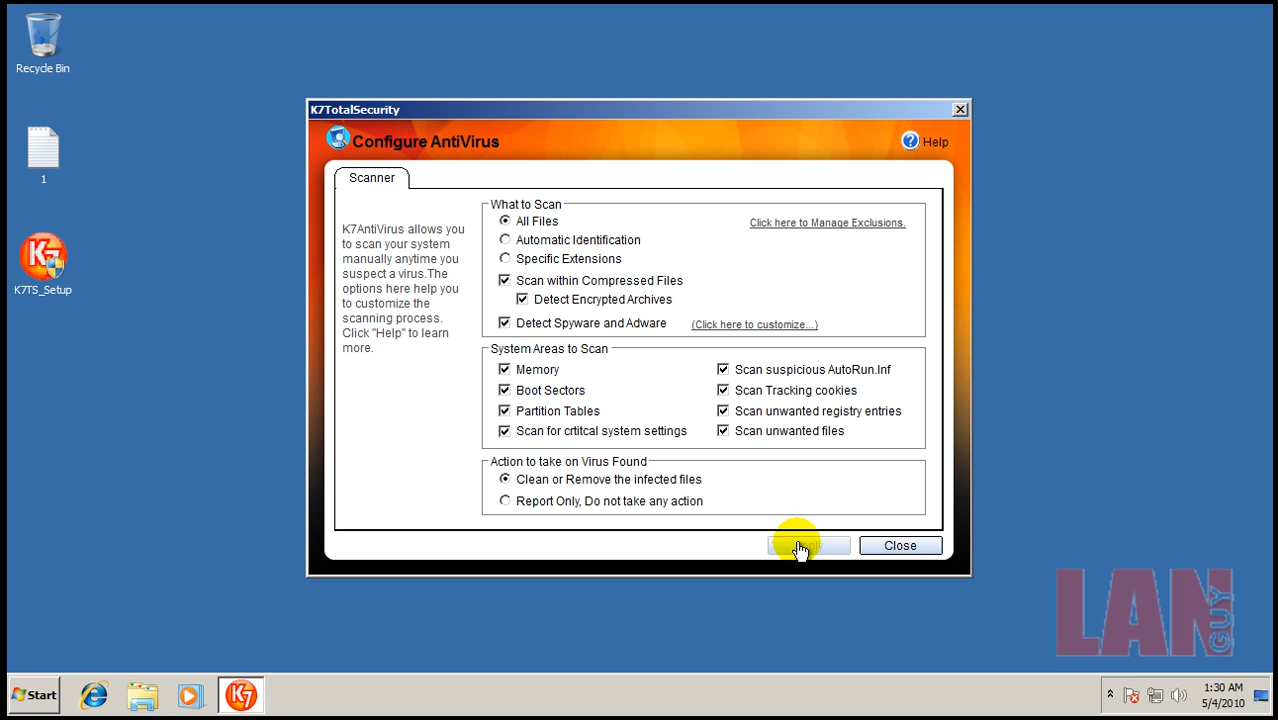 Recycle Bin
1
K7
K7TS_Setup
K7TotalSecurity
Configure AntiVirus
Help
Scanner
K7AntiVirus allows you
to scan your system
manually anytime you
suspect a virus.The
options here help you
to customize the
scanning process.
Click "Help" to learn
more.
What to Scan
All Files
Click here to Manage Exclusions.
Automatic Identification
Specific Extensions
Scan within Compressed Files
Detect Encrypted Archives
Detect Spyware and Adware
(Click here to customize...)
System Areas to Scan
Memory
Scan suspicious AutoRun.Inf
Boot Sectors
Scan Tracking cookies
Partition Tables
Scan unwanted registry entries
Scan for crtitcal system settings
Scan unwanted files
Action to take on Virus Found
Clean or Remove the infected files
Report Only, Do not take any action
Close
LAN GUY
Start
K7
1:30 AM
5/4/2010